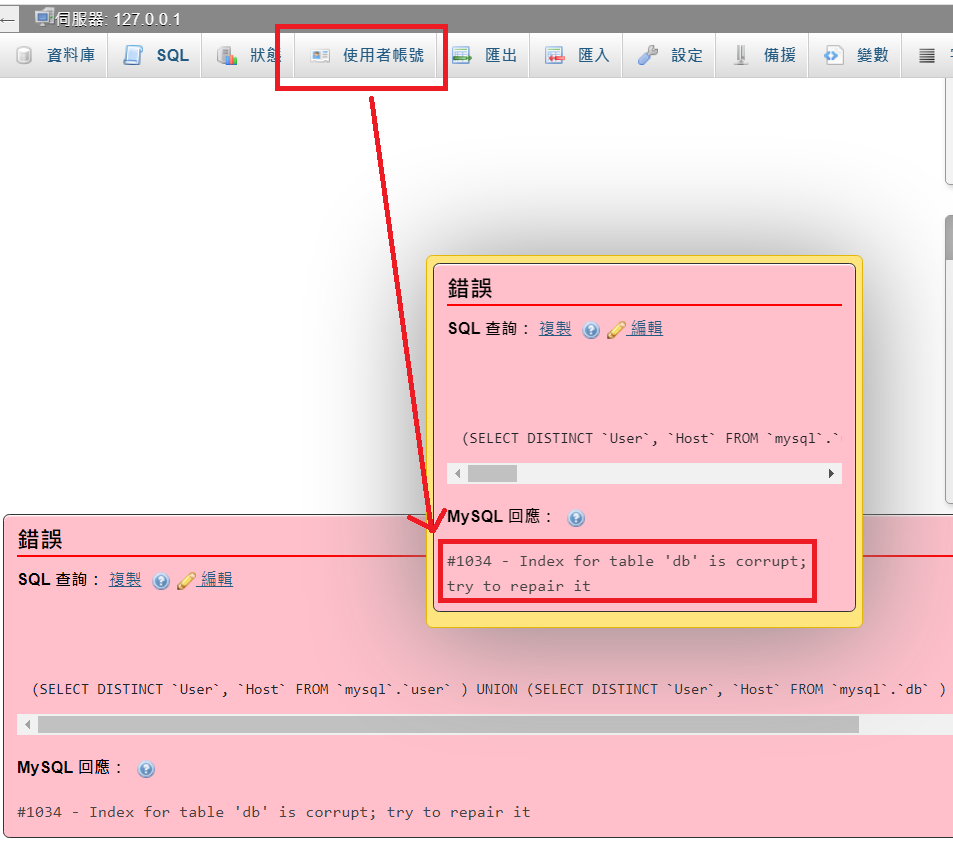 伺服器: 127.0.0.1
資料庫 SQL 狀態 使用者帳號 匯出 匯入 設定 備援 變數
錯誤
SQL 查詢： 複製 編輯
(SELECT DISTINCT `User`, `Host` FROM `mysql`.`
MySQL 回應：
#1034 - Index for table 'db' is corrupt;
try to repair it
錯誤
SQL 查詢： 複製 編輯
(SELECT DISTINCT `User`, `Host` FROM `mysql`.`user` ) UNION (SELECT DISTINCT `User`, `Host` FROM `mysql`.`db` )
MySQL 回應：
#1034 - Index for table 'db' is corrupt; try to repair it